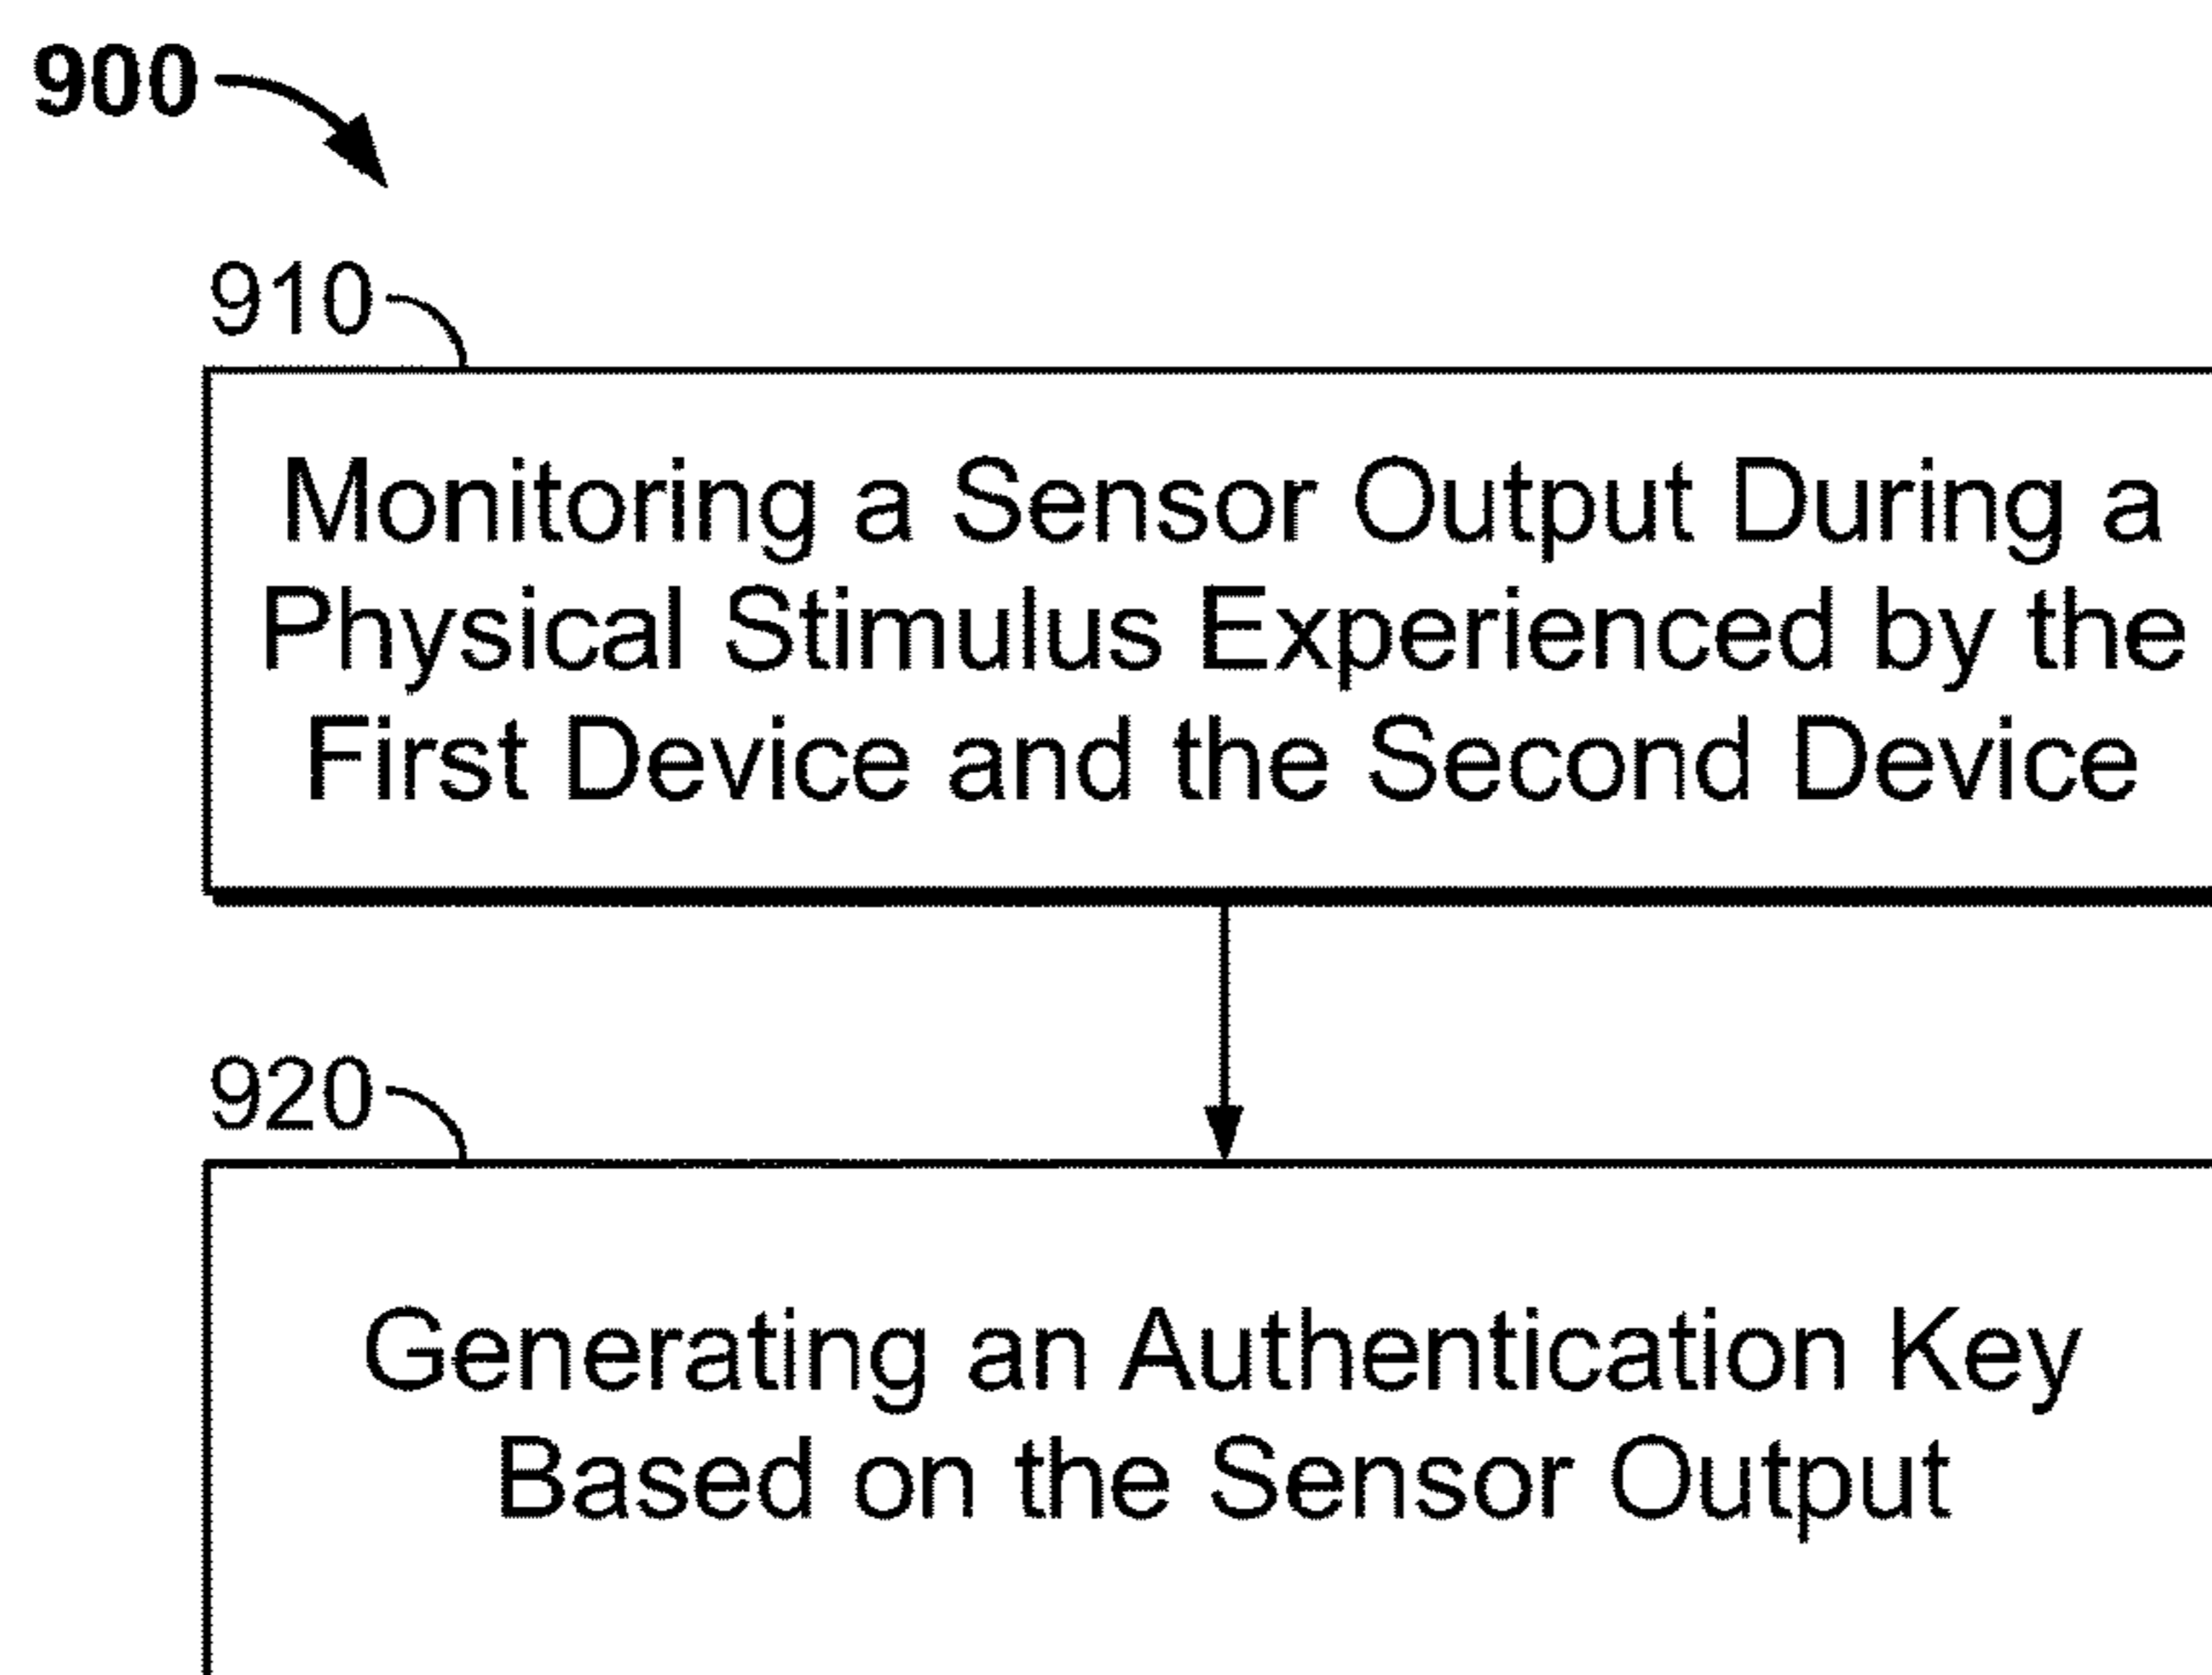 900
910
Monitoring a Sensor Output During a
Physical Stimulus Experienced by the
First Device and the Second Device
920
Generating an Authentication Key
Based on the Sensor Output